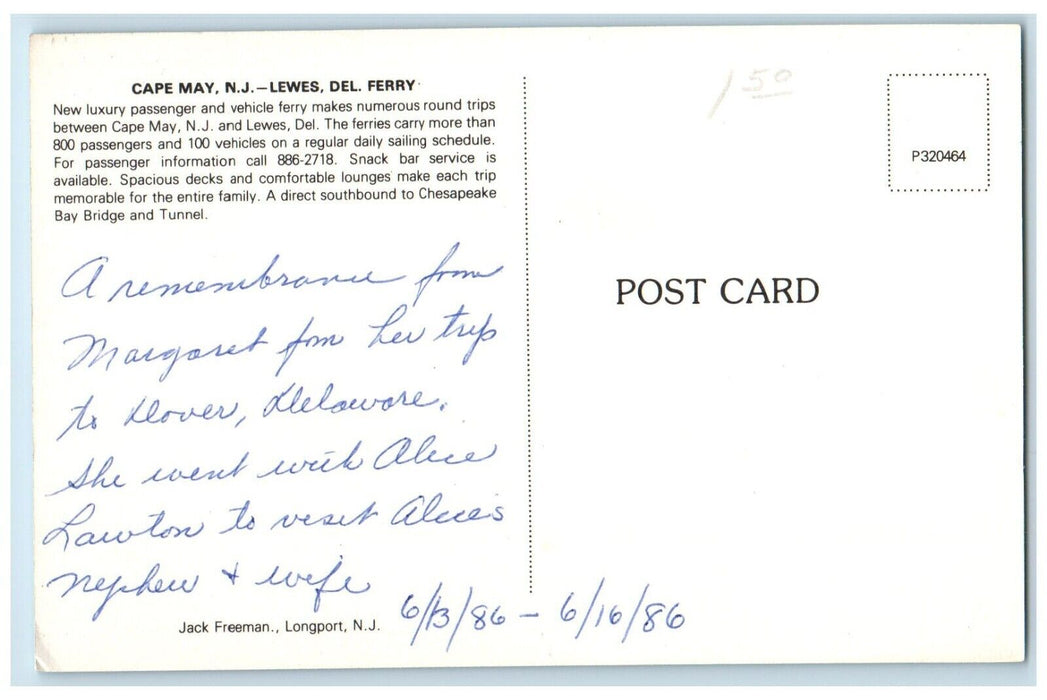 CAPE MAY, N.J.—LEWES, DEL. FERRY
New luxury passenger and vehicle ferry makes numerous round trips
between Cape May, N.J. and Lewes, Del. The ferries carry more than
800 passengers and 100 vehicles on a regular daily sailing schedule.
For passenger information call 886-2718. Snack bar service is
available. Spacious decks and comfortable lounges make each trip
memorable for the entire family. A direct southbound to Chesapeake
Bay Bridge and Tunnel.
A remembrance from
Margaret from her trip
to Dover, Delaware.
She went with Alice
Lawton to visit Alice's
nephew + wife
6/13/86 – 6/16/86
Jack Freeman., Longport, N.J.
1 50
P320464
POST CARD